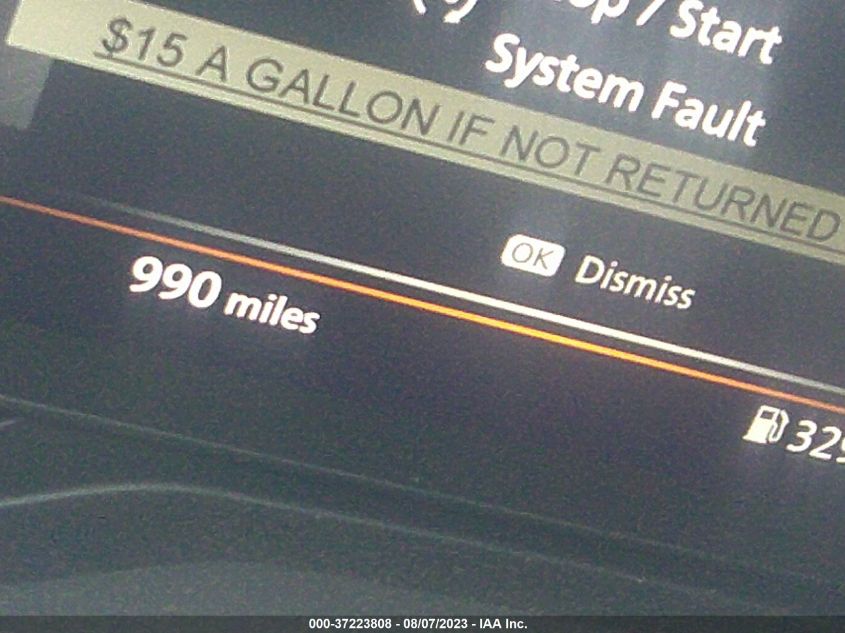 Stop / Start
System Fault
$15 A GALLON IF NOT RETURNED
OK Dismiss
990 miles
329
000-37223808 - 08/07/2023 - IAA Inc.